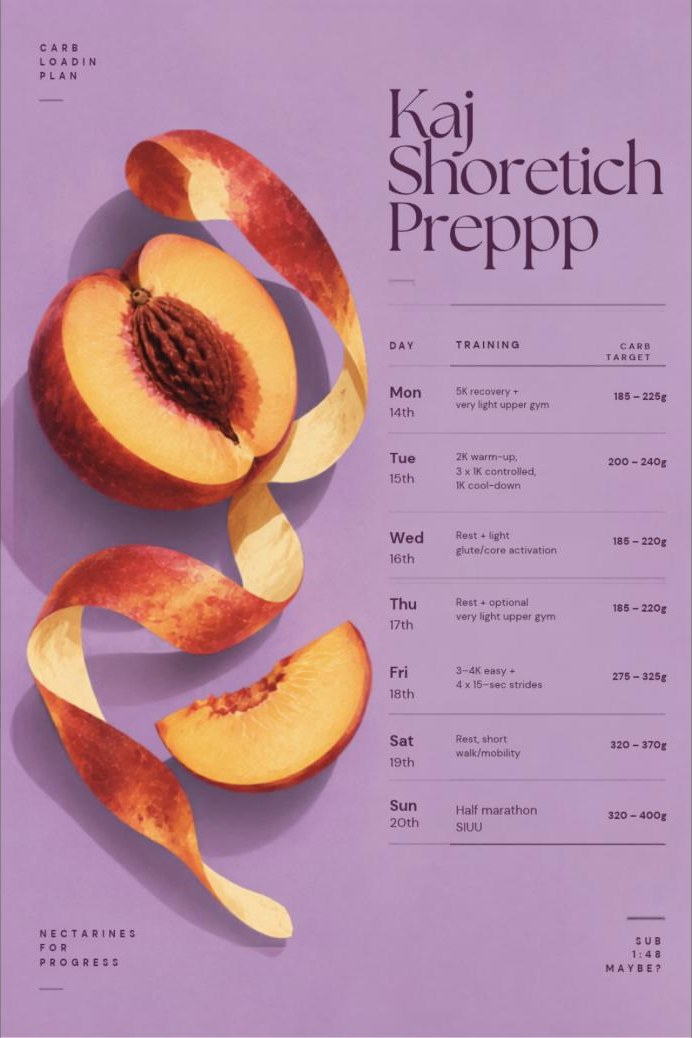 CARB
LOADIN
PLAN
Kaj
Shoretich
Preppp
DAY TRAINING CARB
TARGET
Mon 5K recovery + 185 – 225g
14th very light upper gym
Tue 2K warm-up, 200 – 240g
15th 3 x 1K controlled,
1K cool-down
Wed Rest + light 185 – 220g
16th glute/core activation
Thu Rest + optional 185 – 220g
17th very light upper gym
Fri 3–4K easy + 275 – 325g
18th 4 x 15–sec strides
Sat Rest, short 320 – 370g
19th walk/mobility
Sun Half marathon 320 – 400g
20th SIUU
NECTARINES
FOR
PROGRESS
SUB
1:48
MAYBE?